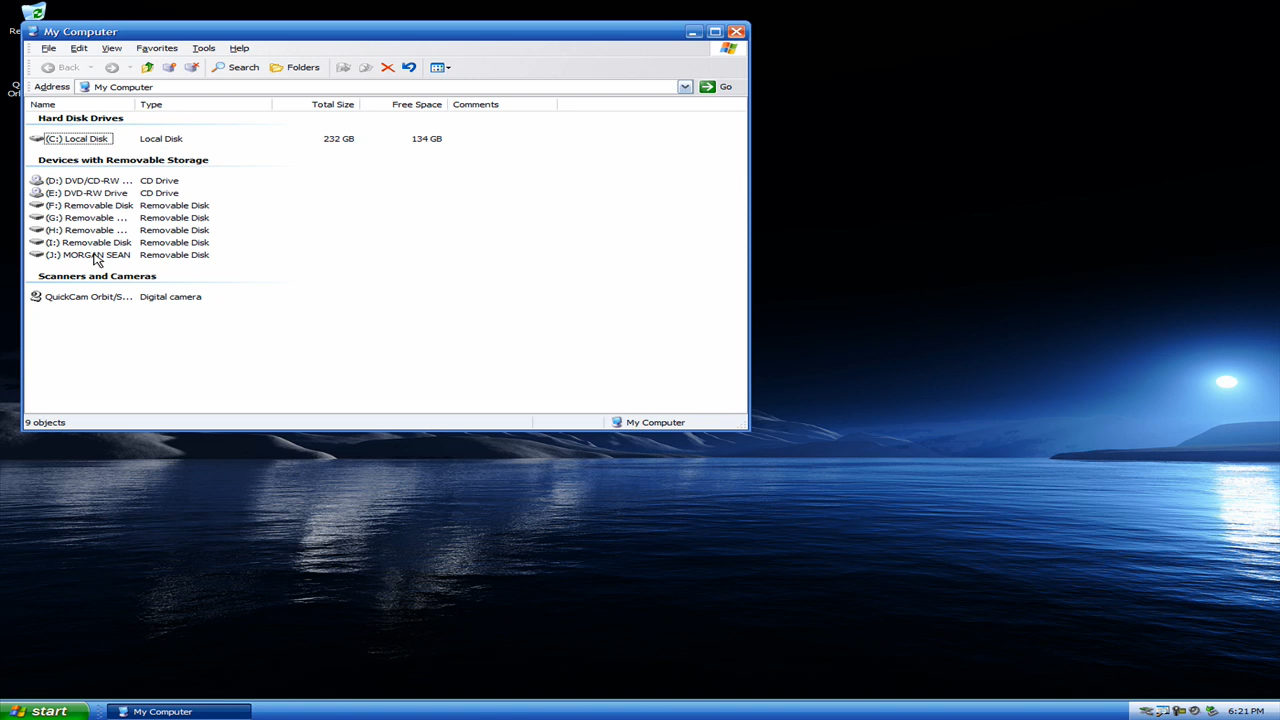 My Computer
File Edit View Favorites Tools Help
Back Search Folders
Address My Computer Go
Name Type Total Size Free Space Comments
Hard Disk Drives
(C:) Local Disk Local Disk 232 GB 134 GB
Devices with Removable Storage
(D:) DVD/CD-RW ... CD Drive
(E:) DVD-RW Drive CD Drive
(F:) Removable Disk Removable Disk
(G:) Removable ... Removable Disk
(H:) Removable ... Removable Disk
(I:) Removable Disk Removable Disk
(J:) MORGAN SEAN Removable Disk
Scanners and Cameras
QuickCam Orbit/S... Digital camera
9 objects My Computer
start My Computer 6:21 PM